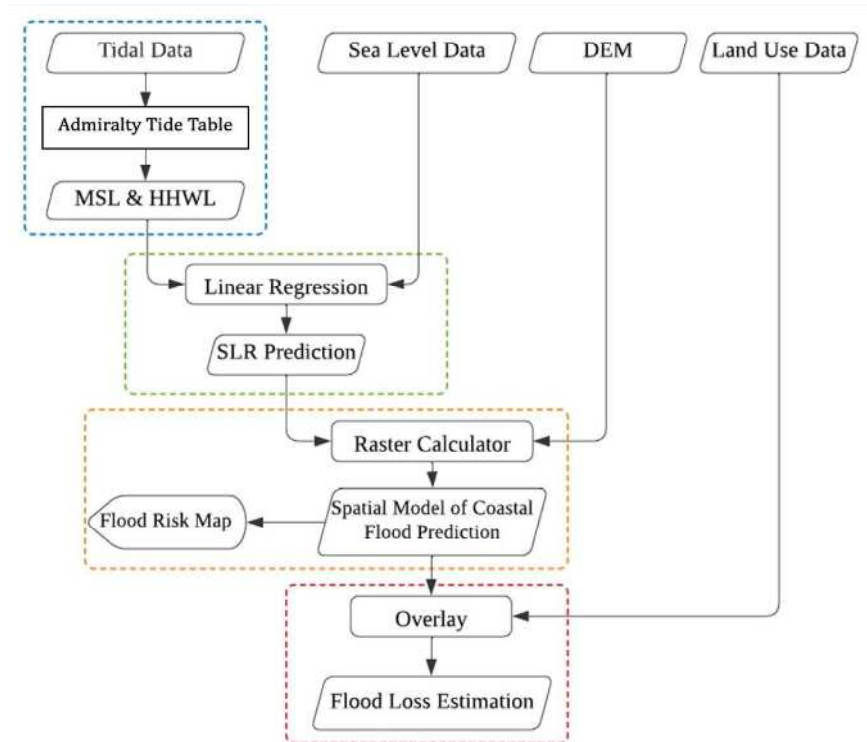 Tidal Data
Sea Level Data
DEM
Land Use Data
Admiralty Tide Table
MSL & HHWL
Linear Regression
SLR Prediction
Raster Calculator
Flood Risk Map
Spatial Model of Coastal
Flood Prediction
Overlay
Flood Loss Estimation